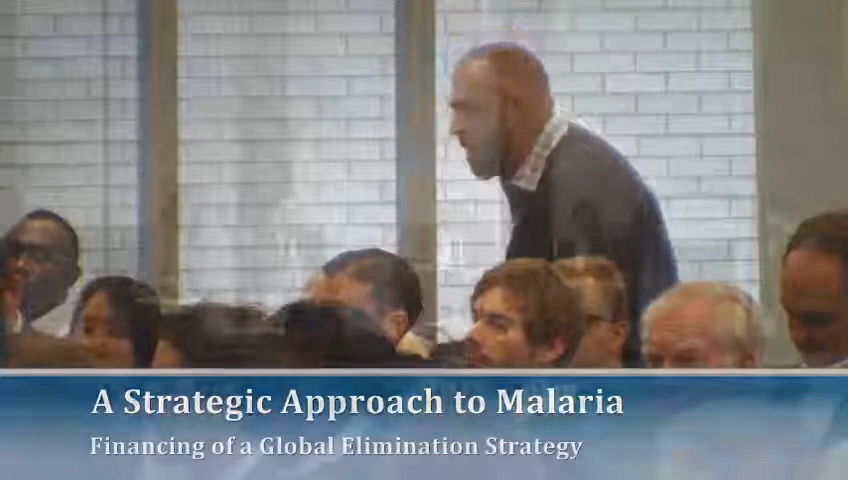 A Strategic Approach to Malaria
Financing of a Global Elimination Strategy